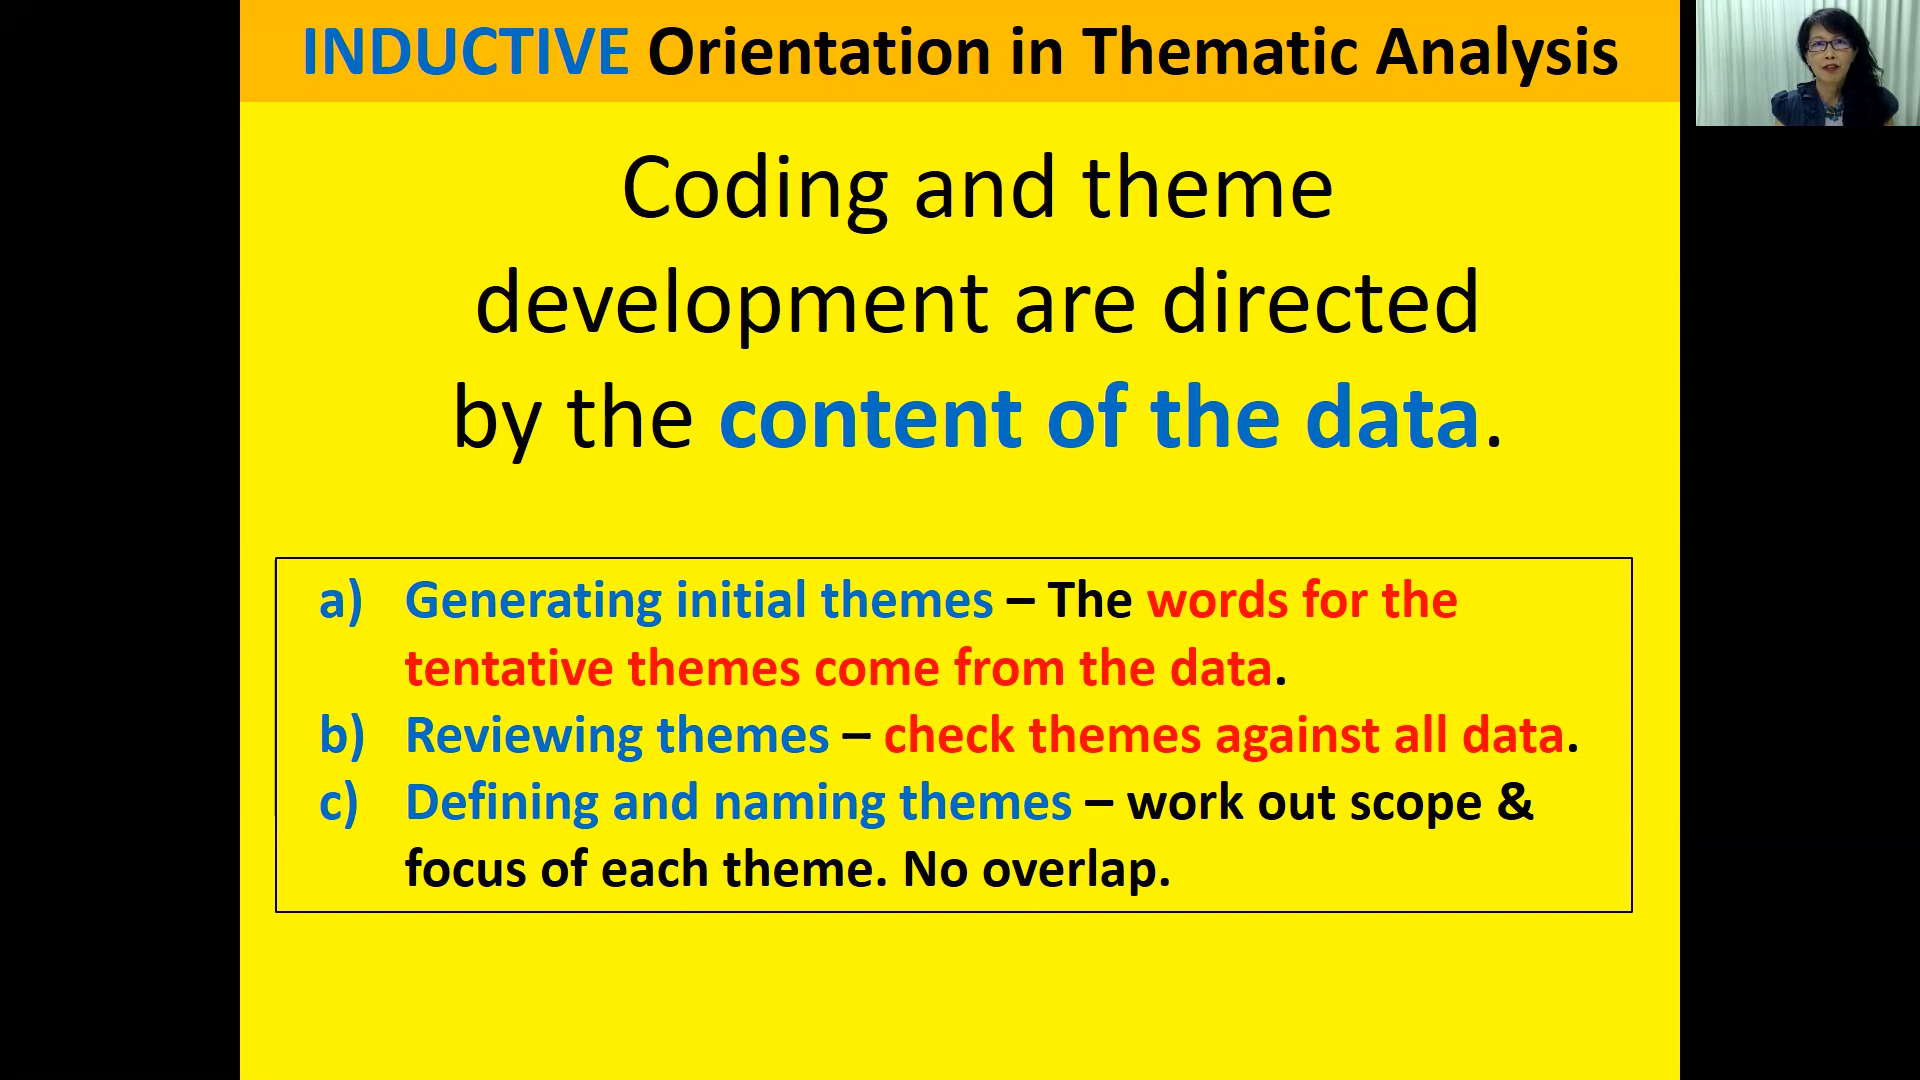 INDUCTIVE Orientation in Thematic Analysis
Coding and theme
development are directed
by the content of the data.
a) Generating initial themes – The words for the
tentative themes come from the data.
b) Reviewing themes – check themes against all data.
c) Defining and naming themes – work out scope &
focus of each theme. No overlap.